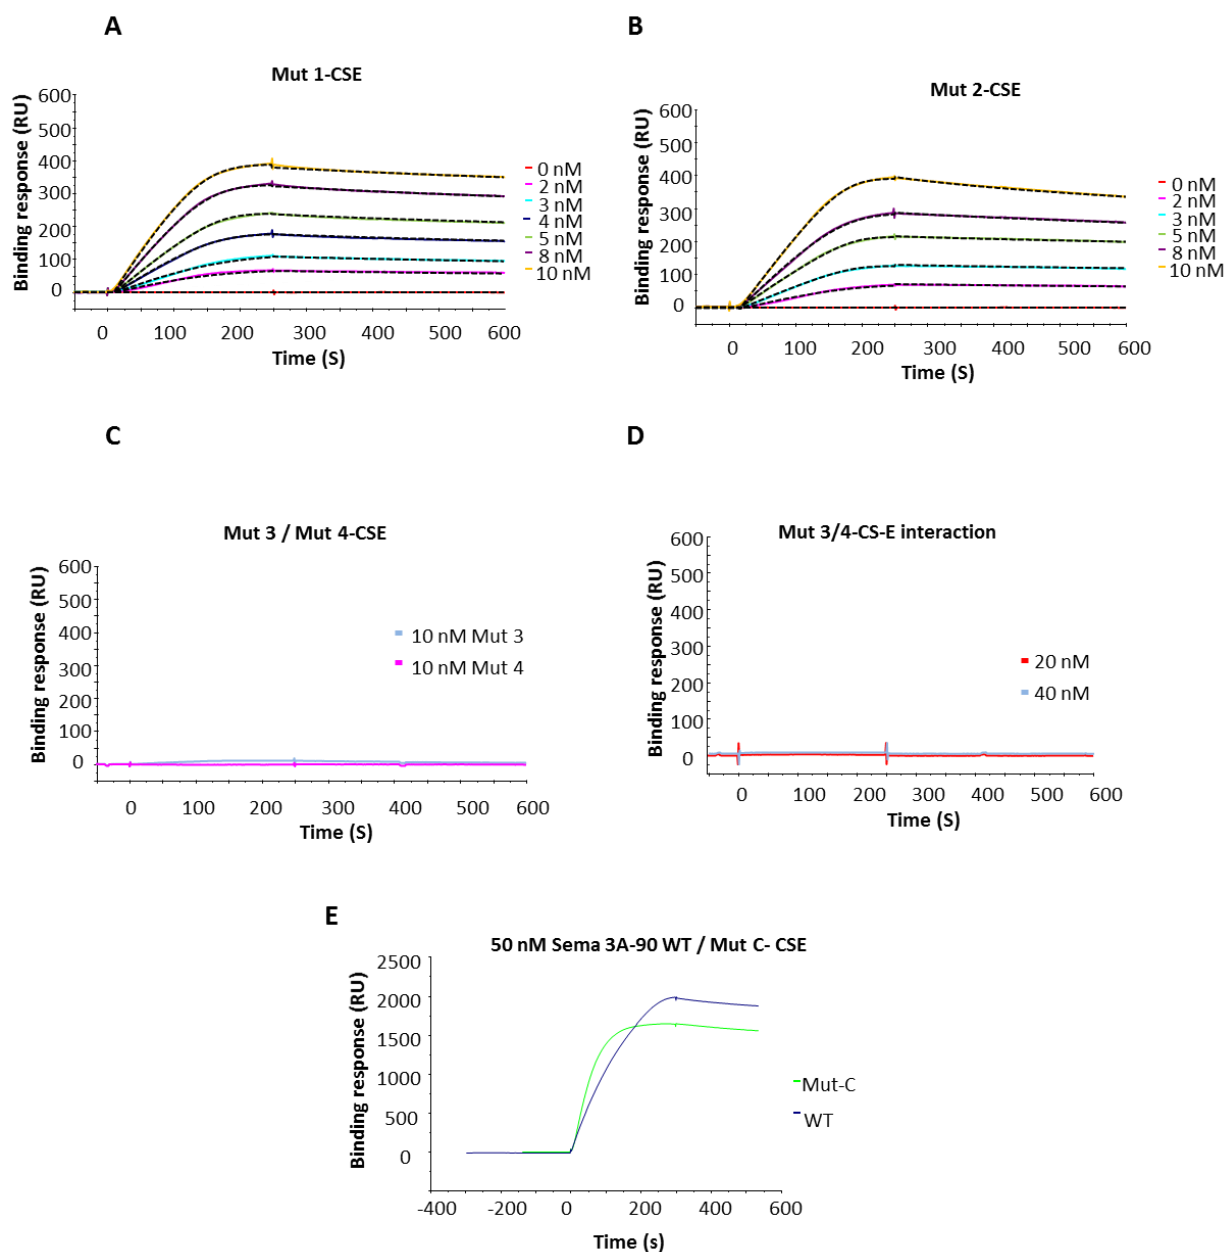 A
Mut 1-CSE
Binding response (RU)
600
500
400
300
200
100
0
0 100 200 300 400 500 600
Time (S)
0 nM
2 nM
3 nM
4 nM
5 nM
8 nM
10 nM
B
Mut 2-CSE
Binding response (RU)
600
500
400
300
200
100
0
0 100 200 300 400 500 600
Time (S)
0 nM
2 nM
3 nM
5 nM
8 nM
10 nM
C
Mut 3 / Mut 4-CSE
Binding response (RU)
600
500
400
300
200
100
0
0 100 200 300 400 500 600
Time (S)
10 nM Mut 3
10 nM Mut 4
D
Mut 3/4-CS-E interaction
Binding response (RU)
600
500
400
300
200
100
0
0 100 200 300 400 500 600
Time (S)
20 nM
40 nM
E
50 nM Sema 3A-90 WT / Mut C- CSE
Binding response (RU)
2500
2000
1500
1000
500
0
-400 -200 0 200 400 600
Time (s)
Mut-C
WT